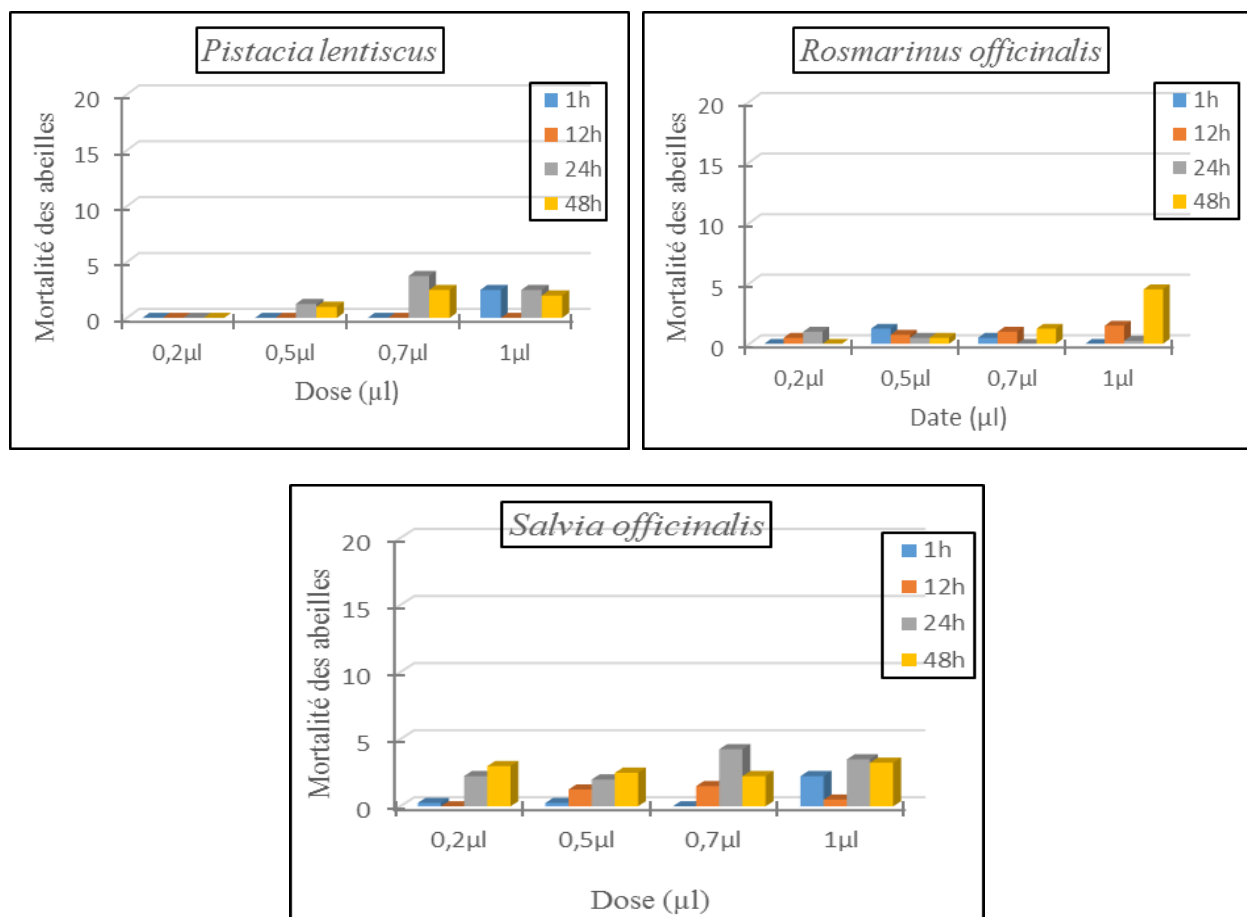 Pistacia lentiscus
Mortalité des abeilles
20
15
10
5
0
0,2µl 0,5µl 0,7µl 1µl
Dose (µl)
1h
12h
24h
48h
Rosmarinus officinalis
Mortalité des abeilles
20
15
10
5
0
0,2µl 0,5µl 0,7µl 1µl
Date (µl)
1h
12h
24h
48h
Salvia officinalis
Mortalité des abeilles
20
15
10
5
0
0,2µl 0,5µl 0,7µl 1µl
Dose (µl)
1h
12h
24h
48h